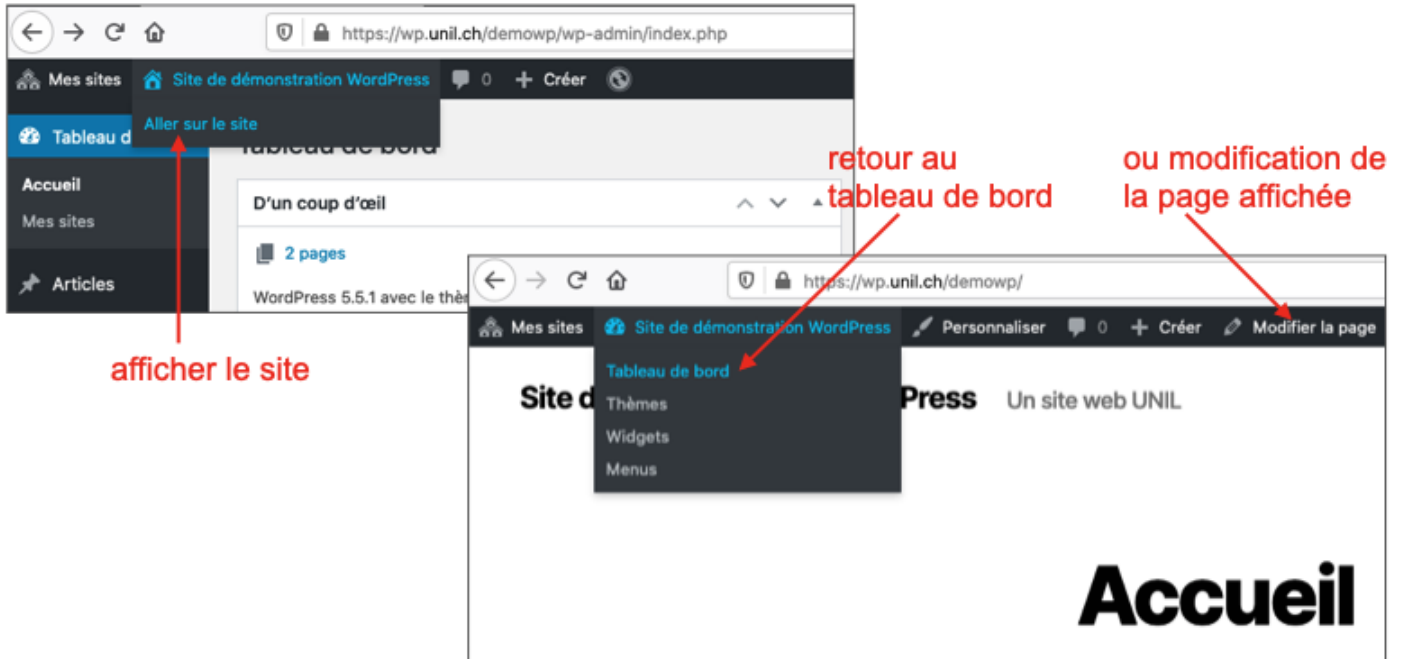 https://wp.unil.ch/demowp/wp-admin/index.php
Mes sites Site de démonstration WordPress 0 + Créer
Aller sur le site
Tableau d
Tableau de bord
Accueil
Mes sites
D'un coup d'œil
2 pages
Articles
WordPress 5.5.1 avec le thè
afficher le site
retour au
tableau de bord
ou modification de
la page affichée
https://wp.unil.ch/demowp/
Mes sites Site de démonstration WordPress Personnaliser 0 + Créer Modifier la page
Tableau de bord
Thèmes
Widgets
Menus
Site d Press Un site web UNIL
Accueil